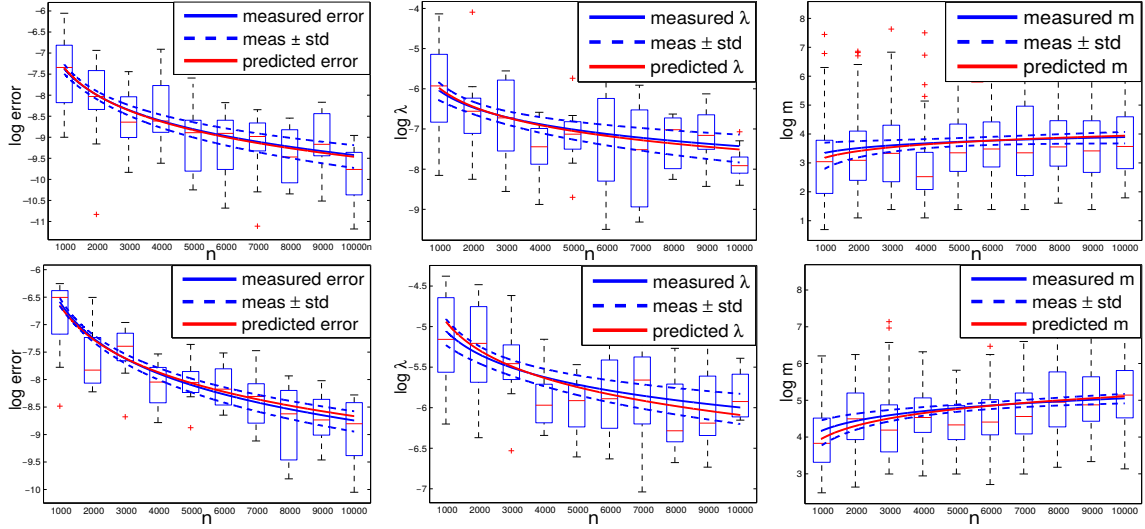 measured error
meas ± std
predicted error
−6
−6.5
−7
−7.5
−8
−8.5
−9
−9.5
−10
−10.5
−11
log error
1000 2000 3000 4000 5000 6000 7000 8000 9000 10000n
n
measured λ
meas ± std
predicted λ
−4
−5
−6
−7
−8
−9
log λ
1000 2000 3000 4000 5000 6000 7000 8000 9000 10000
n
measured m
meas ± std
predicted m
8
7
6
5
4
3
2
1
log m
1000 2000 3000 4000 5000 6000 7000 8000 9000 10000
n
measured error
meas ± std
predicted error
−6
−6.5
−7
−7.5
−8
−8.5
−9
−9.5
−10
log error
1000 2000 3000 4000 5000 6000 7000 8000 9000 10000
n
measured λ
meas ± std
predicted λ
−4.5
−5
−5.5
−6
−6.5
−7
log λ
1000 2000 3000 4000 5000 6000 7000 8000 9000 10000
n
measured m
meas ± std
predicted m
8
7
6
5
4
3
log m
1000 2000 3000 4000 5000 6000 7000 8000 9000 10000
n